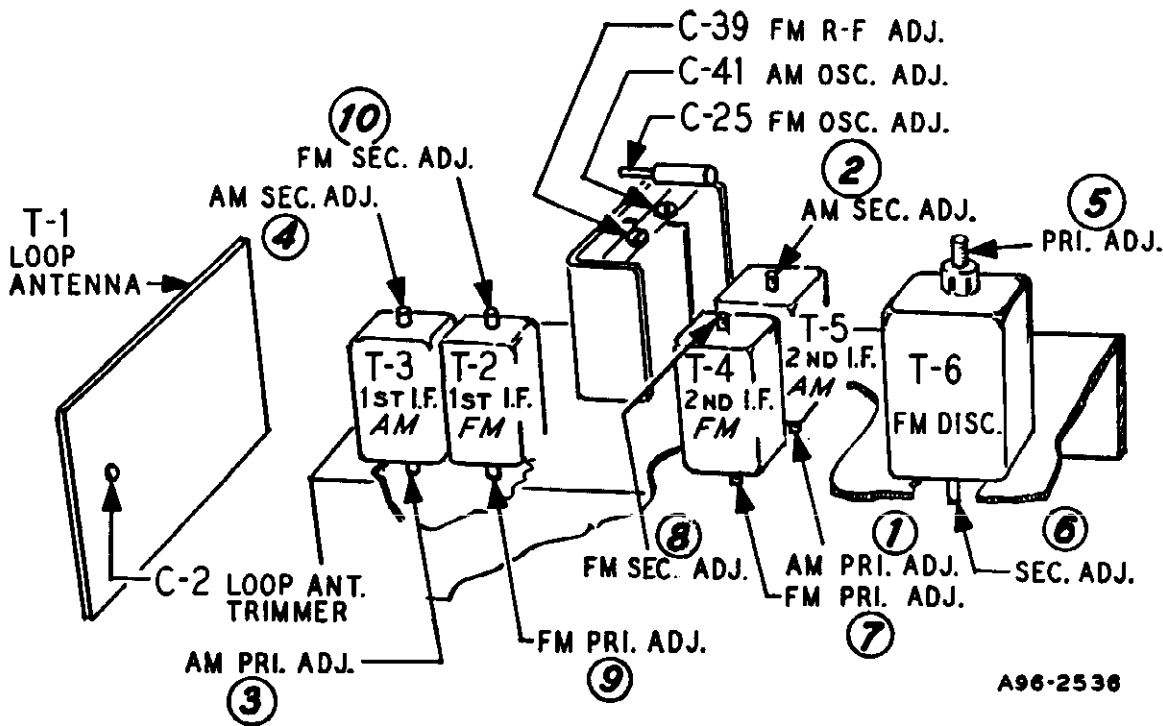 C-39 FM R-F ADJ.
C-41 AM OSC. ADJ.
C-25 FM OSC. ADJ.
10
FM SEC. ADJ.
AM SEC. ADJ.
4
2
AM SEC. ADJ.
5
PRI. ADJ.
T-1
LOOP
ANTENNA
T-3
1ST I.F.
AM
T-2
1ST I.F.
FM
T-4
2ND I.F.
FM
T-5
2ND I.F.
AM
T-6
FM DISC.
8
FM SEC. ADJ.
1
AM PRI. ADJ.
FM PRI. ADJ.
7
6
SEC. ADJ.
C-2 LOOP ANT.
TRIMMER
AM PRI. ADJ.
3
FM PRI. ADJ.
9
A96-2536